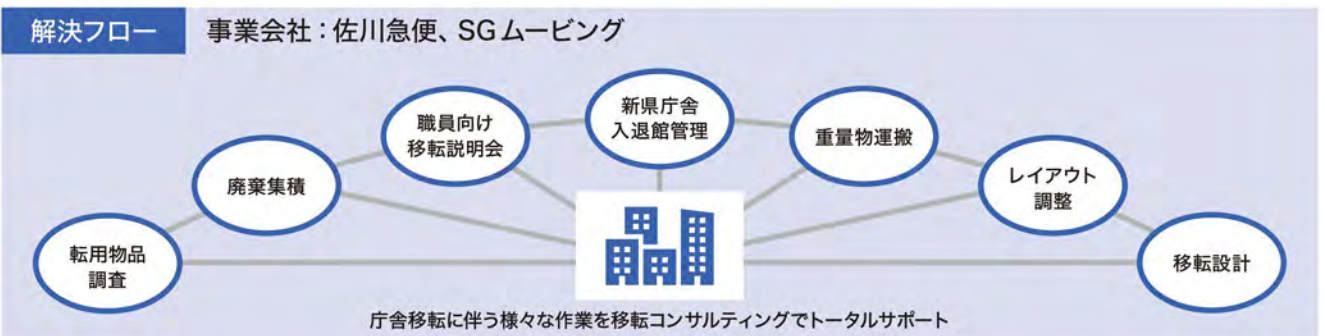 解決フロー 事業会社：佐川急便、SGムービング
転用物品
調査
廃棄集積
職員向け
移転説明会
新県庁舎
入退館管理
重量物運搬
レイアウト
調整
移転設計
庁舎移転に伴う様々な作業を移転コンサルティングでトータルサポート